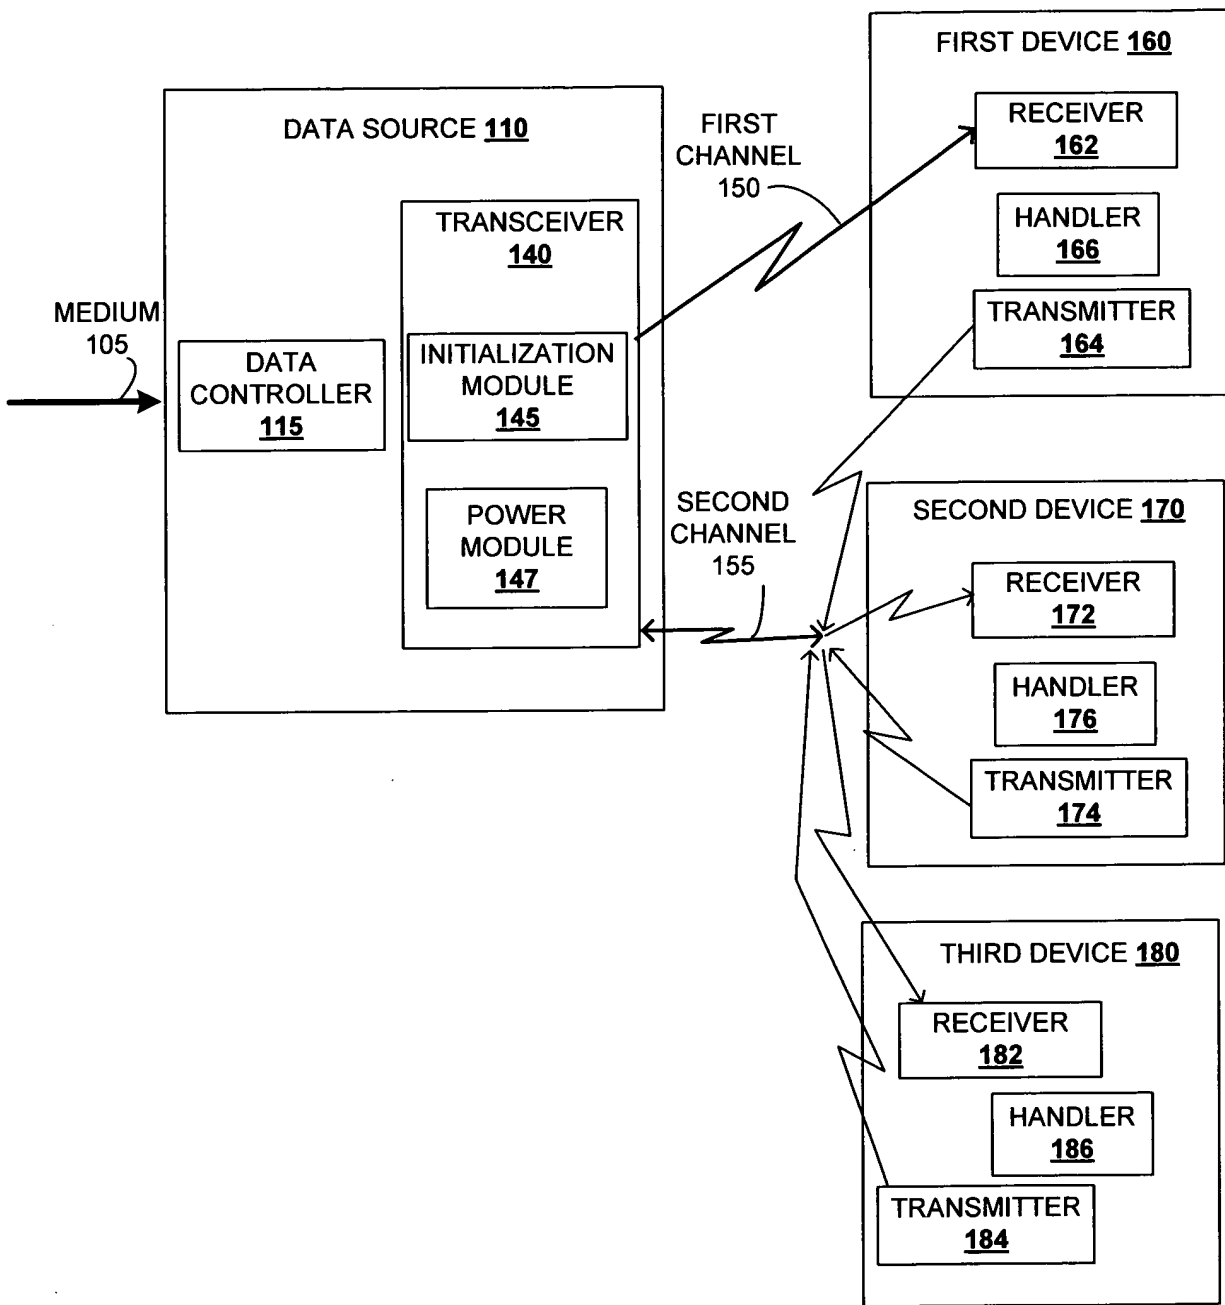 MEDIUM
105
DATA SOURCE 110
DATA
CONTROLLER
115
TRANSCEIVER
140
INITIALIZATION
MODULE
145
POWER
MODULE
147
FIRST
CHANNEL
150
SECOND
CHANNEL
155
FIRST DEVICE 160
RECEIVER
162
HANDLER
166
TRANSMITTER
164
SECOND DEVICE 170
RECEIVER
172
HANDLER
176
TRANSMITTER
174
THIRD DEVICE 180
RECEIVER
182
HANDLER
186
TRANSMITTER
184